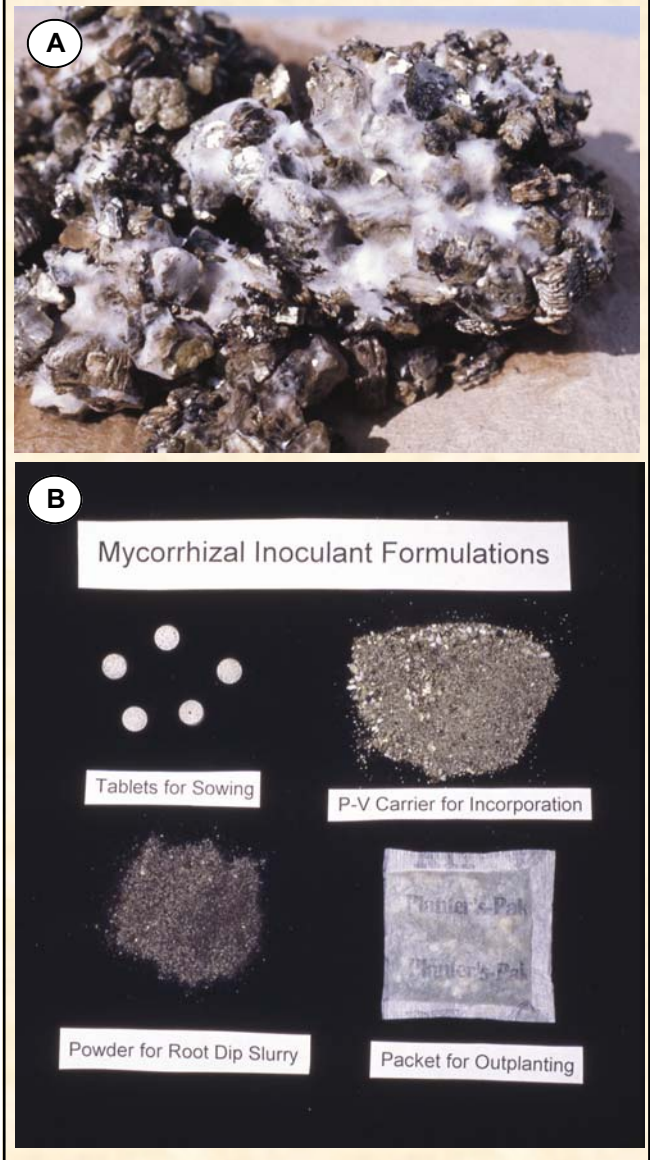 A
B
Mycorrhizal Inoculant Formulations
Tablets for Sowing
P-V Carrier for Incorporation
Planter's-Pak
Planter's-Pak
Powder for Root Dip Slurry
Packet for Outplanting